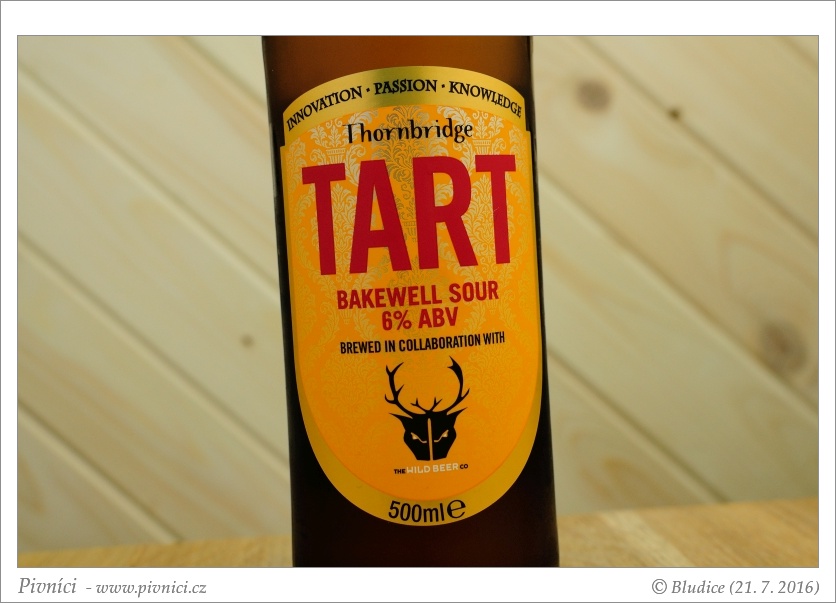 INNOVATION · PASSION · KNOWLEDGE
Thornbridge
TART
BAKEWELL SOUR
6% ABV
BREWED IN COLLABORATION WITH
THE WILD BEER CO
500ml℮
Pivníci - www.pivnici.cz
© Bludice (21. 7. 2016)